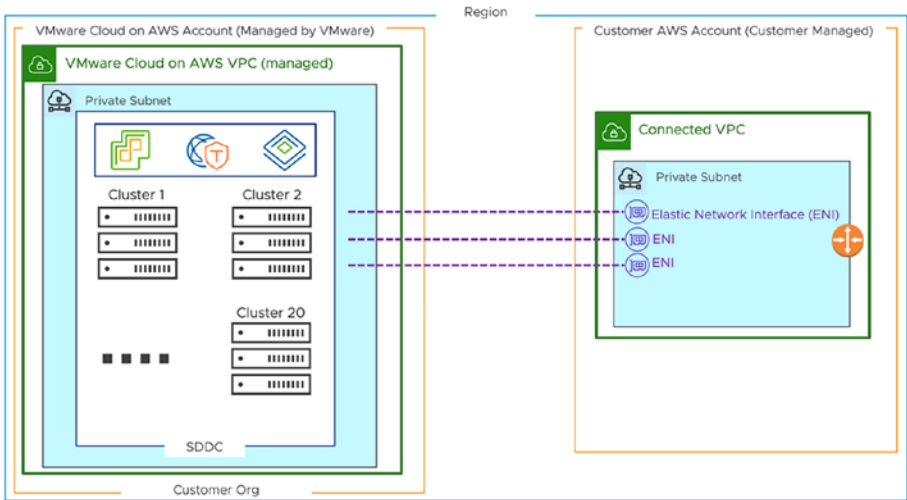 Region
VMware Cloud on AWS Account (Managed by VMware)
VMware Cloud on AWS VPC (managed)
Private Subnet
T
Cluster 1
Cluster 2
Cluster 20
SDDC
Customer Org
Customer AWS Account (Customer Managed)
Connected VPC
Private Subnet
Elastic Network Interface (ENI)
ENI
ENI